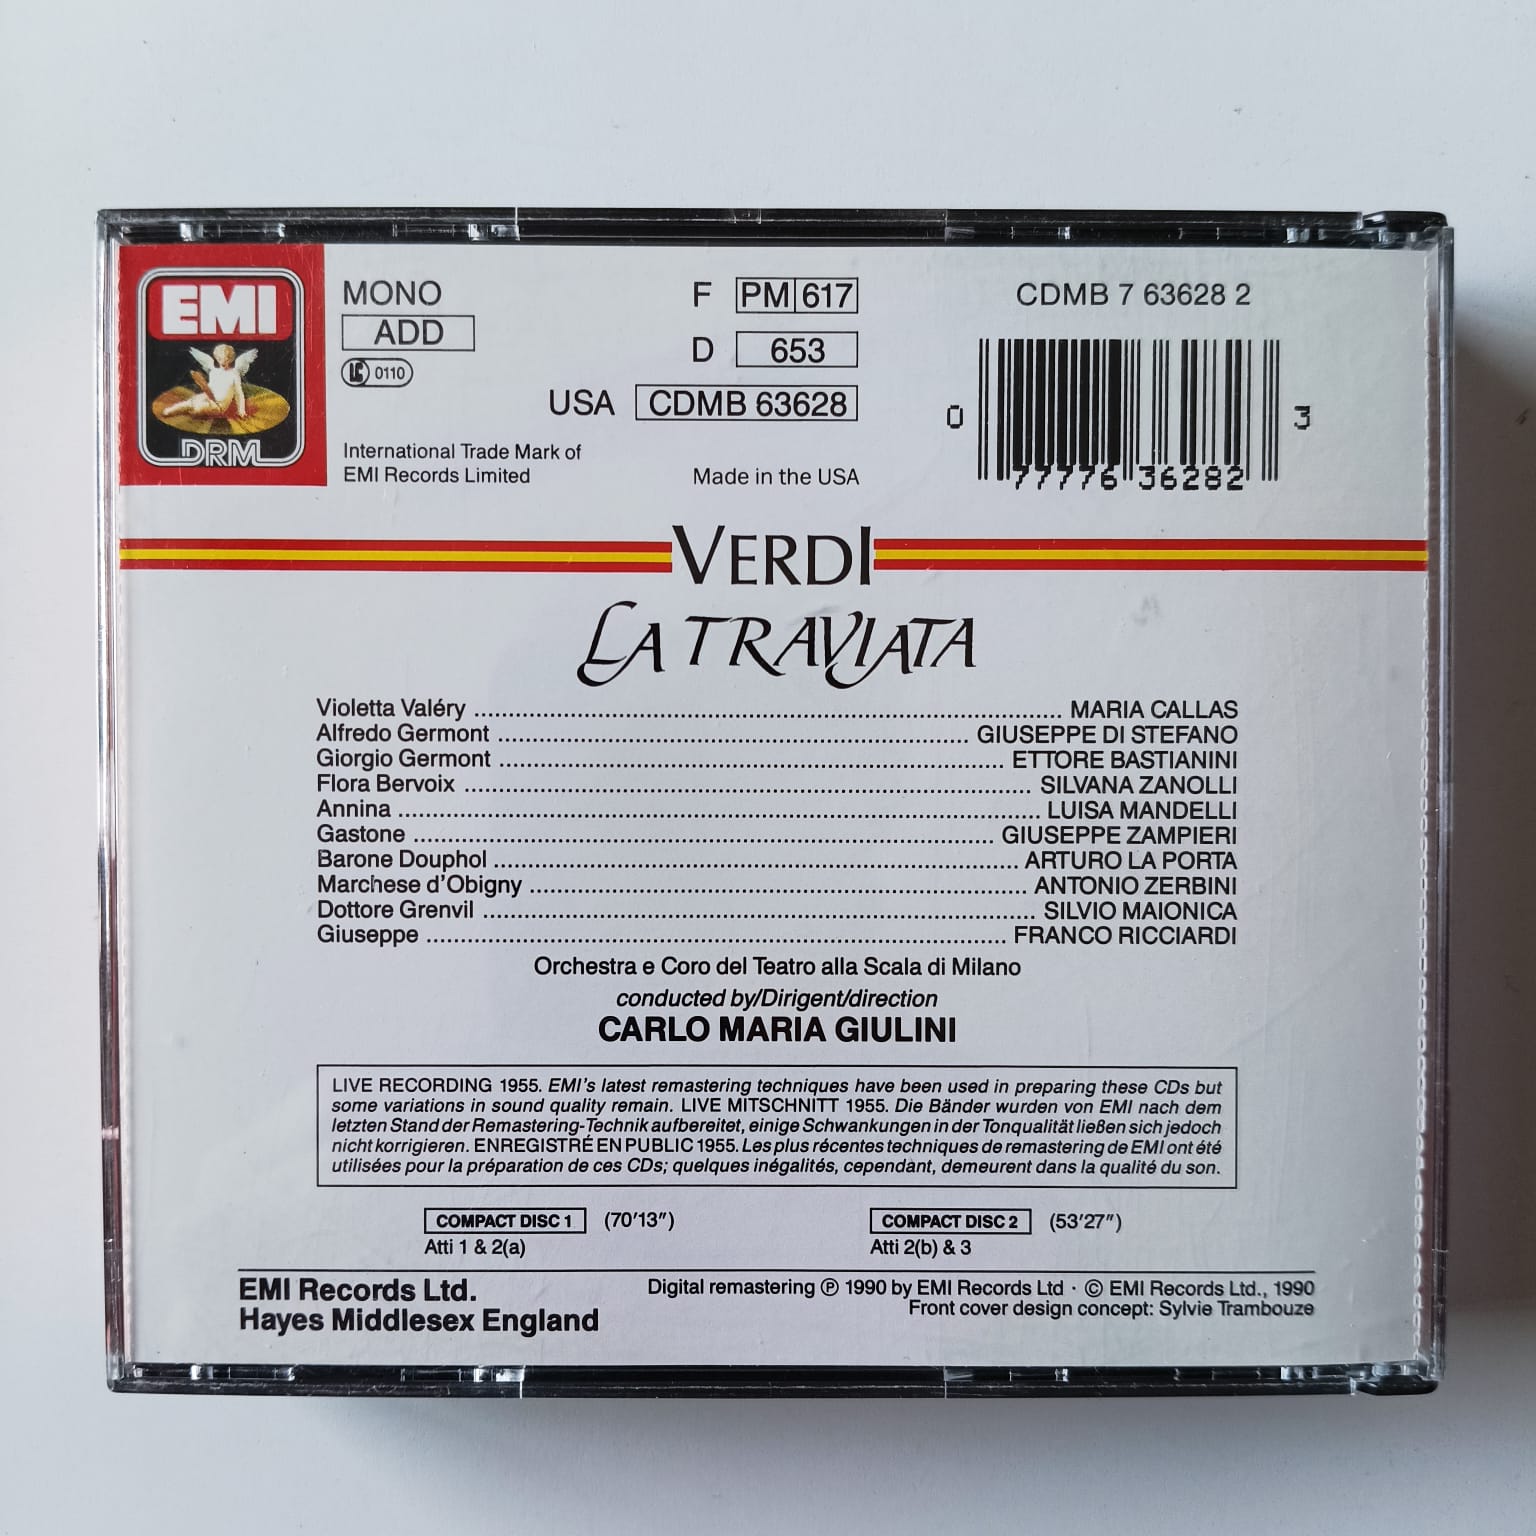 EMI
DRM
MONO
ADD
LC 0110
International Trade Mark of
EMI Records Limited
F PM 617
D 653
USA CDMB 63628
Made in the USA
CDMB 7 63628 2
0 77776 36282 3
VERDI
LA TRAVIATA
Violetta Valéry ........ MARIA CALLAS
Alfredo Germont ........ GIUSEPPE DI STEFANO
Giorgio Germont ........ ETTORE BASTIANINI
Flora Bervoix ........ SILVANA ZANOLLI
Annina ........ LUISA MANDELLI
Gastone ........ GIUSEPPE ZAMPIERI
Barone Douphol ........ ARTURO LA PORTA
Marchese d'Obigny ........ ANTONIO ZERBINI
Dottore Grenvil ........ SILVIO MAIONICA
Giuseppe ........ FRANCO RICCIARDI
Orchestra e Coro del Teatro alla Scala di Milano
conducted by/Dirigent/direction
CARLO MARIA GIULINI
LIVE RECORDING 1955. EMI's latest remastering techniques have been used in preparing these CDs but
some variations in sound quality remain. LIVE MITSCHNITT 1955. Die Bänder wurden von EMI nach dem
letzten Stand der Remastering-Technik aufbereitet, einige Schwankungen in der Tonqualität ließen sich jedoch
nicht korrigieren. ENREGISTRÉ EN PUBLIC 1955. Les plus récentes techniques de remastering de EMI ont été
utilisées pour la préparation de ces CDs; quelques inégalités, cependant, demeurent dans la qualité du son.
COMPACT DISC 1 (70'13")
Atti 1 & 2(a)
COMPACT DISC 2 (53'27")
Atti 2(b) & 3
EMI Records Ltd.
Hayes Middlesex England
Digital remastering ℗ 1990 by EMI Records Ltd · © EMI Records Ltd., 1990
Front cover design concept: Sylvie Trambouze